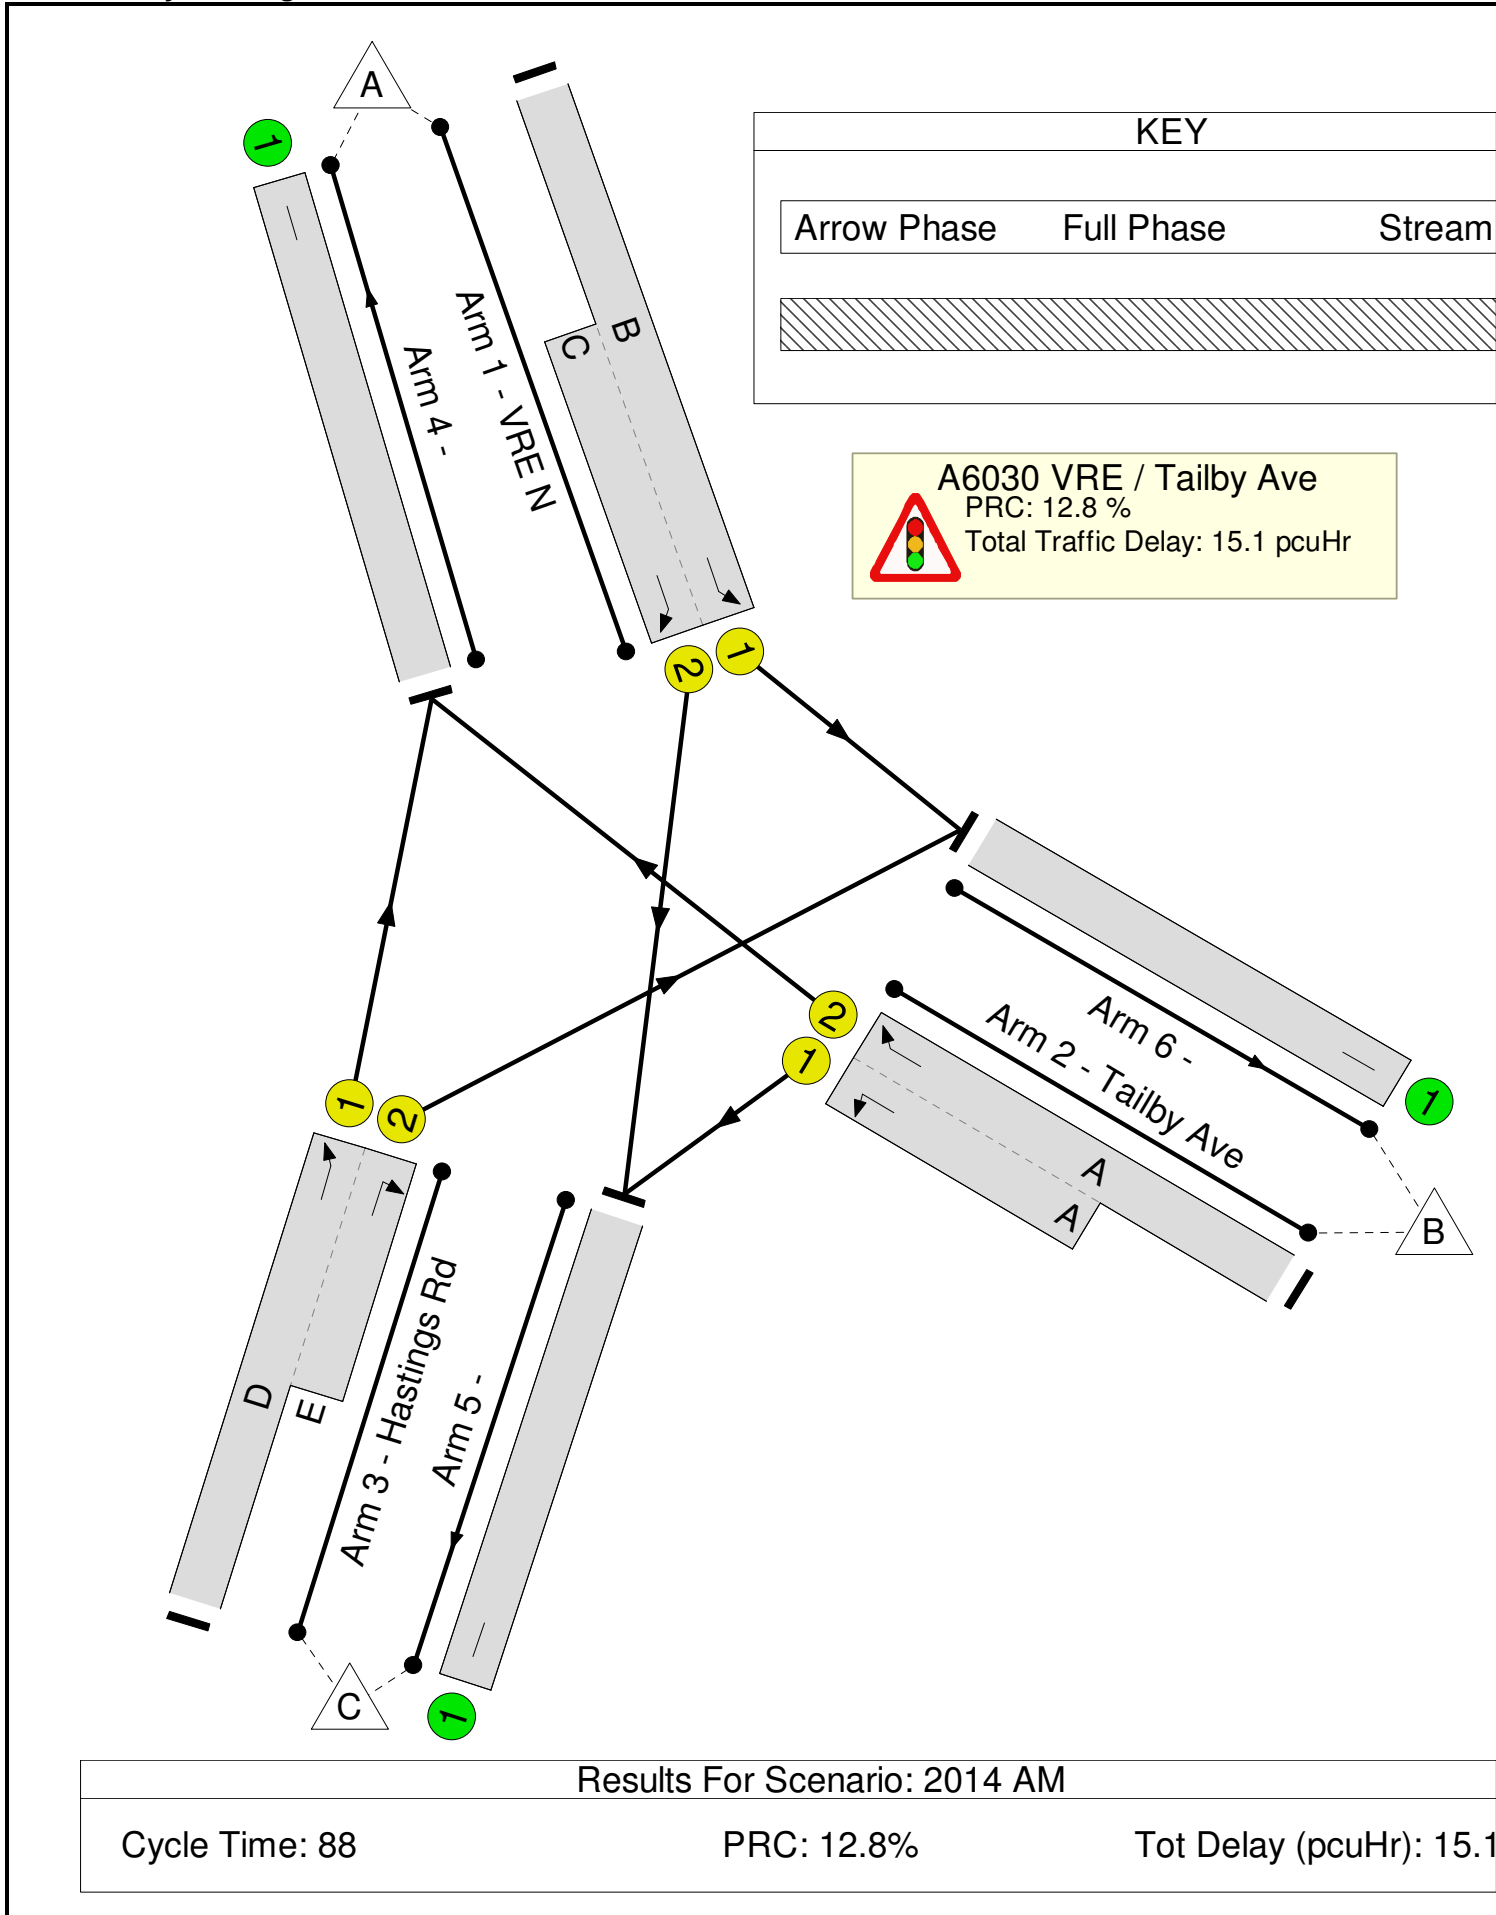 A
1
Arm 4 -
Arm 1 - VRE N
B
C
2
1
KEY
Arrow Phase Full Phase Stream
A6030 VRE / Tailby Ave
PRC: 12.8 %
Total Traffic Delay: 15.1 pcuHr
2
1
Arm 6 -
Arm 2 - Tailby Ave
A
A
1
B
1
2
D
E
Arm 3 - Hastings Rd
Arm 5 -
C
1
Results For Scenario: 2014 AM
Cycle Time: 88 PRC: 12.8% Tot Delay (pcuHr): 15.1